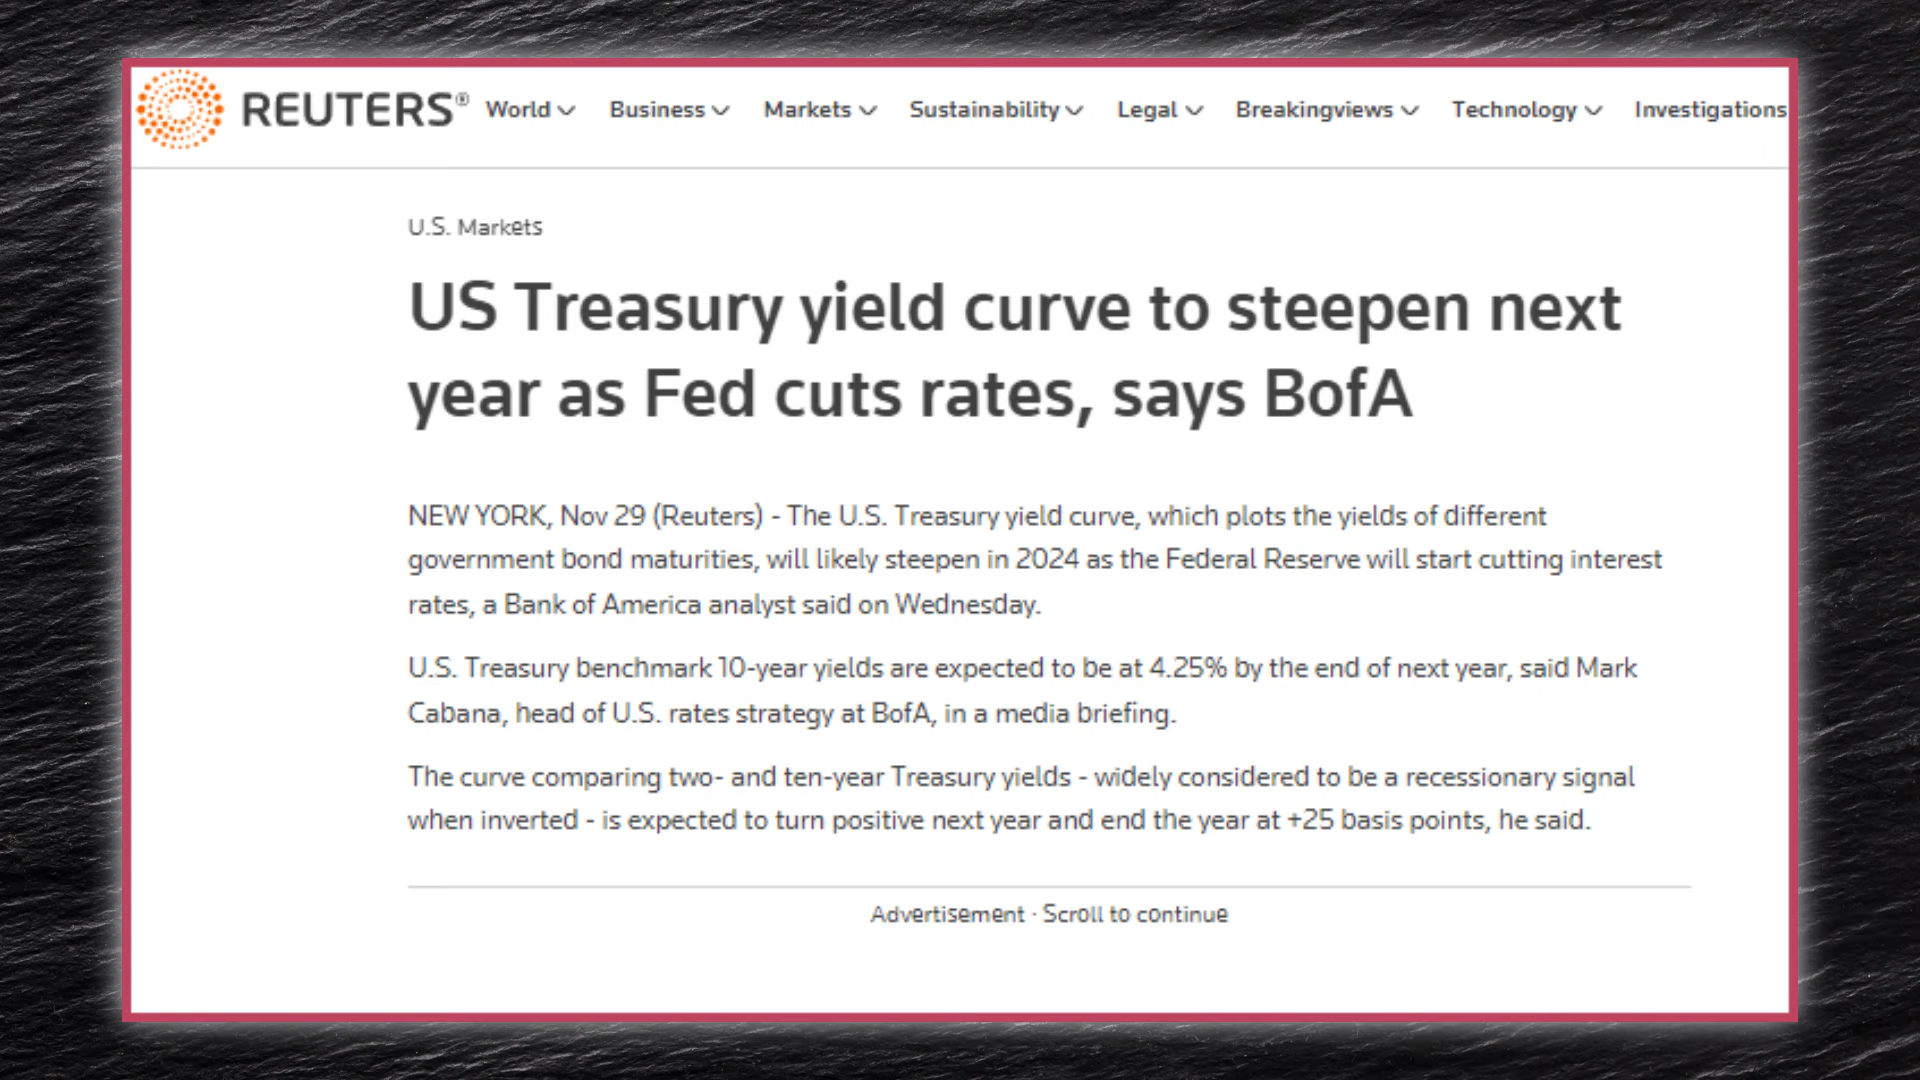 REUTERS®
World
Business
Markets
Sustainability
Legal
Breakingviews
Technology
Investigations
U.S. Markets
US Treasury yield curve to steepen next
year as Fed cuts rates, says BofA
NEW YORK, Nov 29 (Reuters) - The U.S. Treasury yield curve, which plots the yields of different
government bond maturities, will likely steepen in 2024 as the Federal Reserve will start cutting interest
rates, a Bank of America analyst said on Wednesday.
U.S. Treasury benchmark 10-year yields are expected to be at 4.25% by the end of next year, said Mark
Cabana, head of U.S. rates strategy at BofA, in a media briefing.
The curve comparing two- and ten-year Treasury yields - widely considered to be a recessionary signal
when inverted - is expected to turn positive next year and end the year at +25 basis points, he said.
Advertisement · Scroll to continue